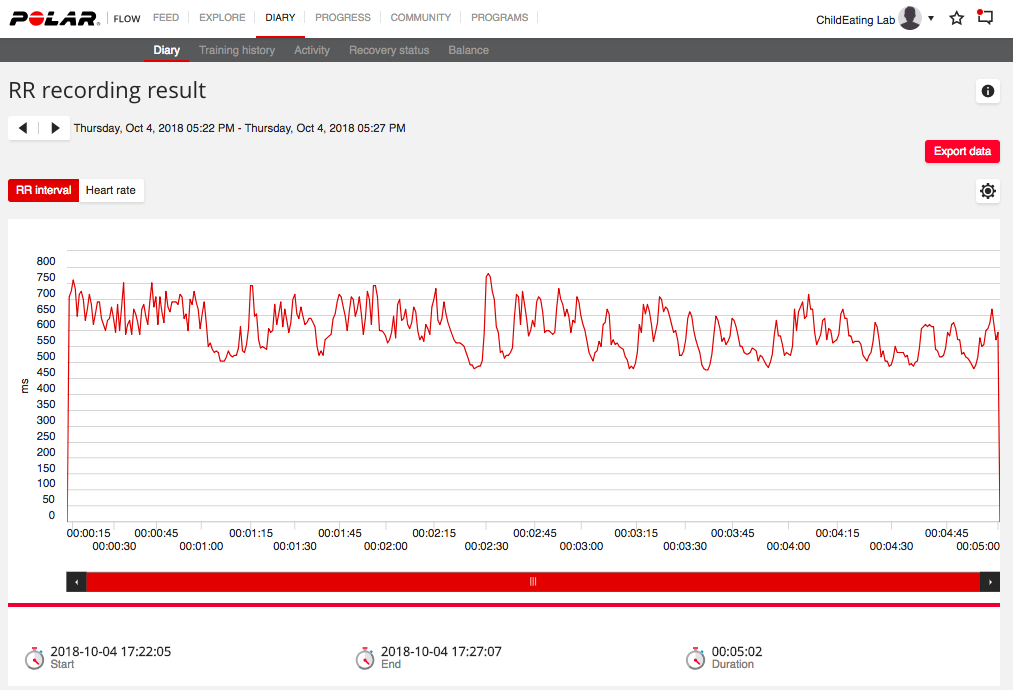 POLAR. FLOW FEED EXPLORE DIARY PROGRESS COMMUNITY PROGRAMS ChildEating Lab
Diary Training history Activity Recovery status Balance
RR recording result
Thursday, Oct 4, 2018 05:22 PM - Thursday, Oct 4, 2018 05:27 PM
Export data
RR interval Heart rate
800
750
700
650
600
550
500
450
ms
400
350
300
250
200
150
100
50
0
00:00:15 00:00:45 00:01:15 00:01:45 00:02:15 00:02:45 00:03:15 00:03:45 00:04:15 00:04:45
00:00:30 00:01:00 00:01:30 00:02:00 00:02:30 00:03:00 00:03:30 00:04:00 00:04:30 00:05:00
2018-10-04 17:22:05 2018-10-04 17:27:07 00:05:02
Start End Duration